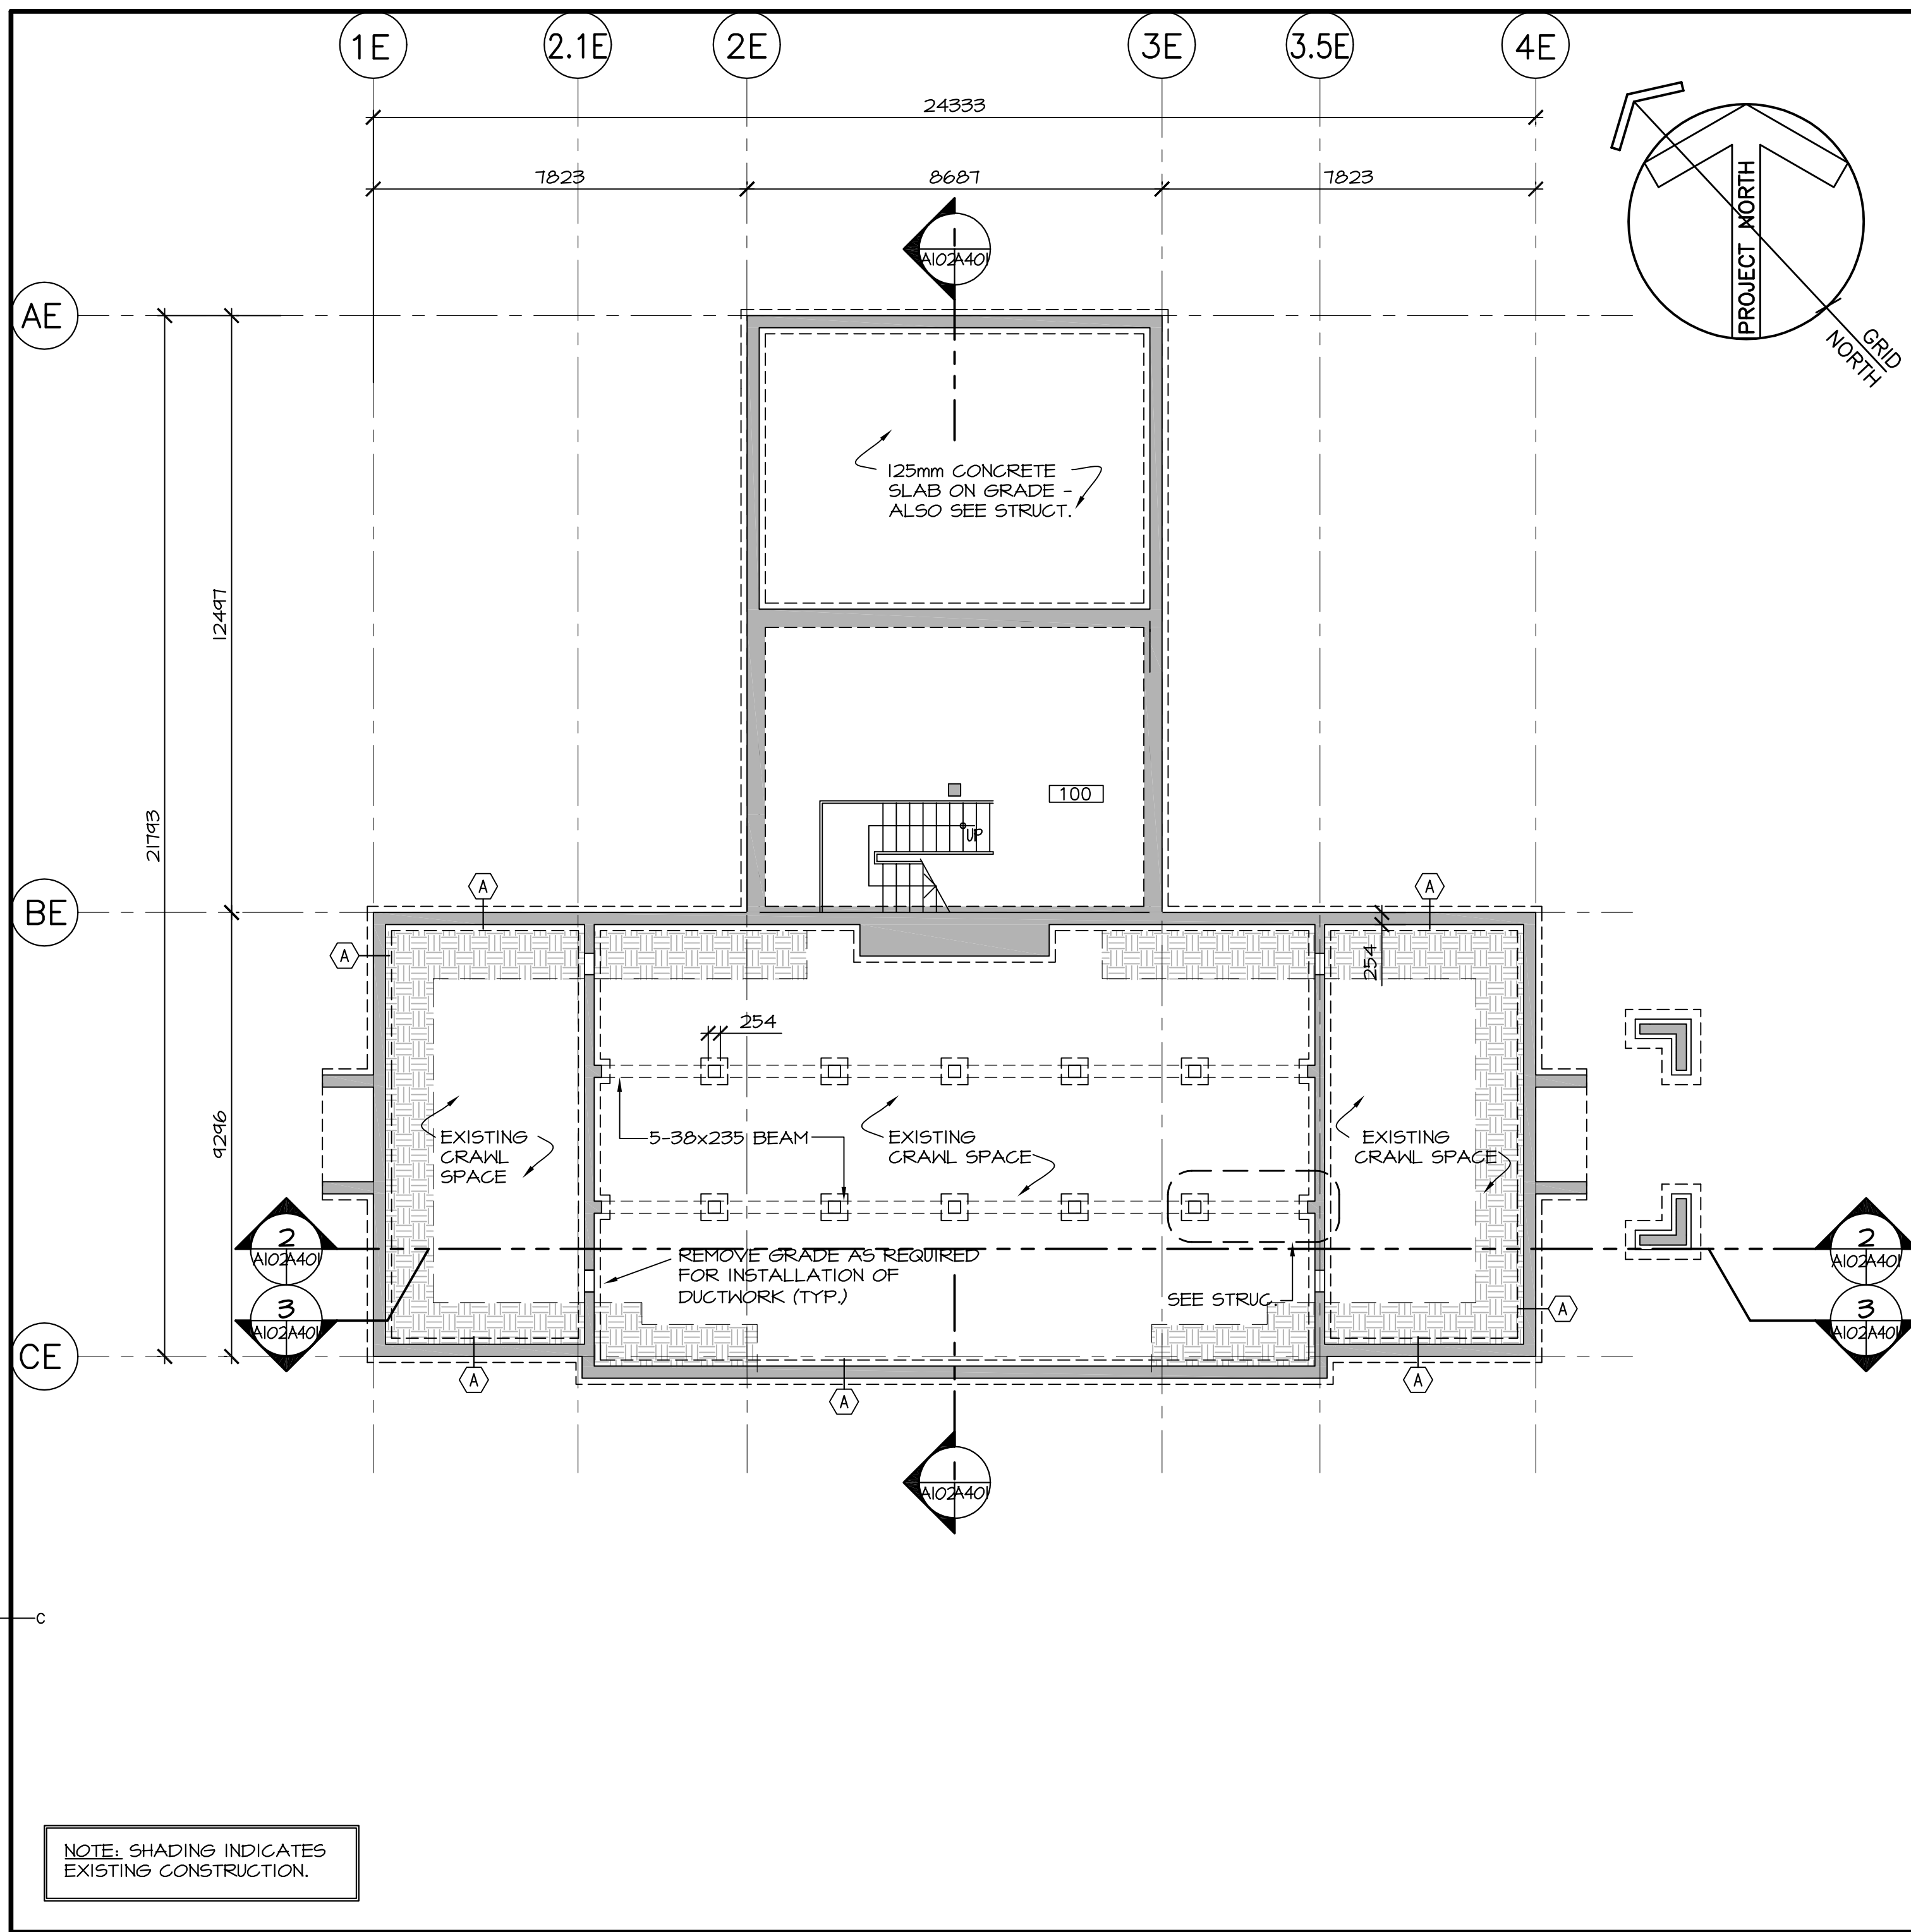 1E
2.1E
2E
3E
3.5E
4E
24333
7823
8687
7823
PROJECT NORTH
GRID
NORTH
1
A102 A401
AE
125mm CONCRETE
SLAB ON GRADE -
ALSO SEE STRUCT.
12497
21793
100
UP
A
A
BE
A
254
254
9296
EXISTING
CRAWL
SPACE
5-38x235 BEAM
EXISTING
CRAWL SPACE
EXISTING
CRAWL SPACE
2
A102 A401
REMOVE GRADE AS REQUIRED
FOR INSTALLATION OF
DUCTWORK (TYP.)
2
A102 A401
SEE STRUC.
3
A102 A401
A
3
A102 A401
CE
A
A
A
1
A102 A401
C
NOTE: SHADING INDICATES
EXISTING CONSTRUCTION.